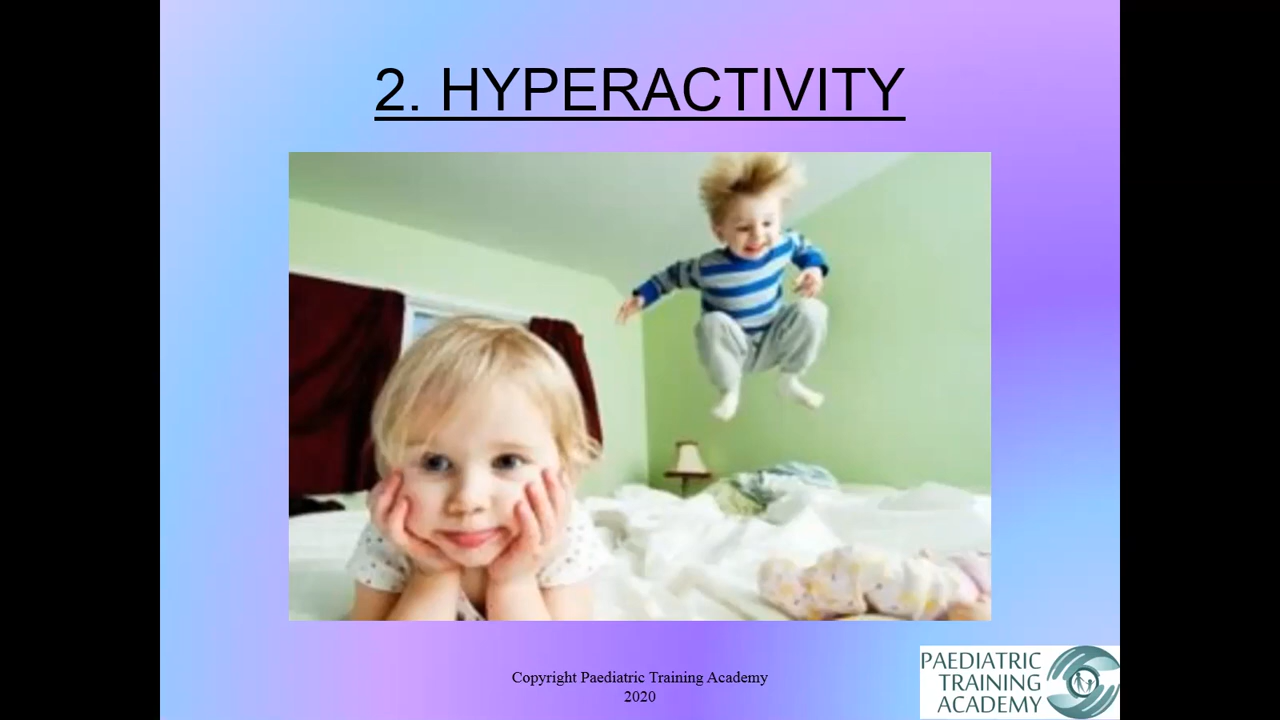 2. HYPERACTIVITY
Copyright Paediatric Training Academy
2020
PAEDIATRIC
TRAINING
ACADEMY